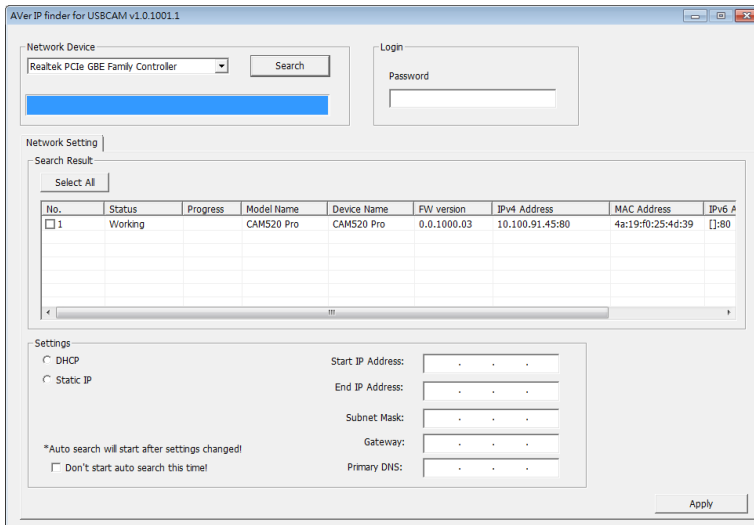 AVer IP finder for USBCAM v1.0.1001.1
Network Device
Realtek PCIe GBE Family Controller
Search
Login
Password
Network Setting
Search Result
Select All
No. Status Progress Model Name Device Name FW version IPv4 Address MAC Address IPv6 A
1 Working CAM520 Pro CAM520 Pro 0.0.1000.03 10.100.91.45:80 4a:19:f0:25:4d:39 []:80
Settings
DHCP
Static IP
*Auto search will start after settings changed!
Don't start auto search this time!
Start IP Address: . . .
End IP Address: . . .
Subnet Mask: . . .
Gateway: . . .
Primary DNS: . . .
Apply